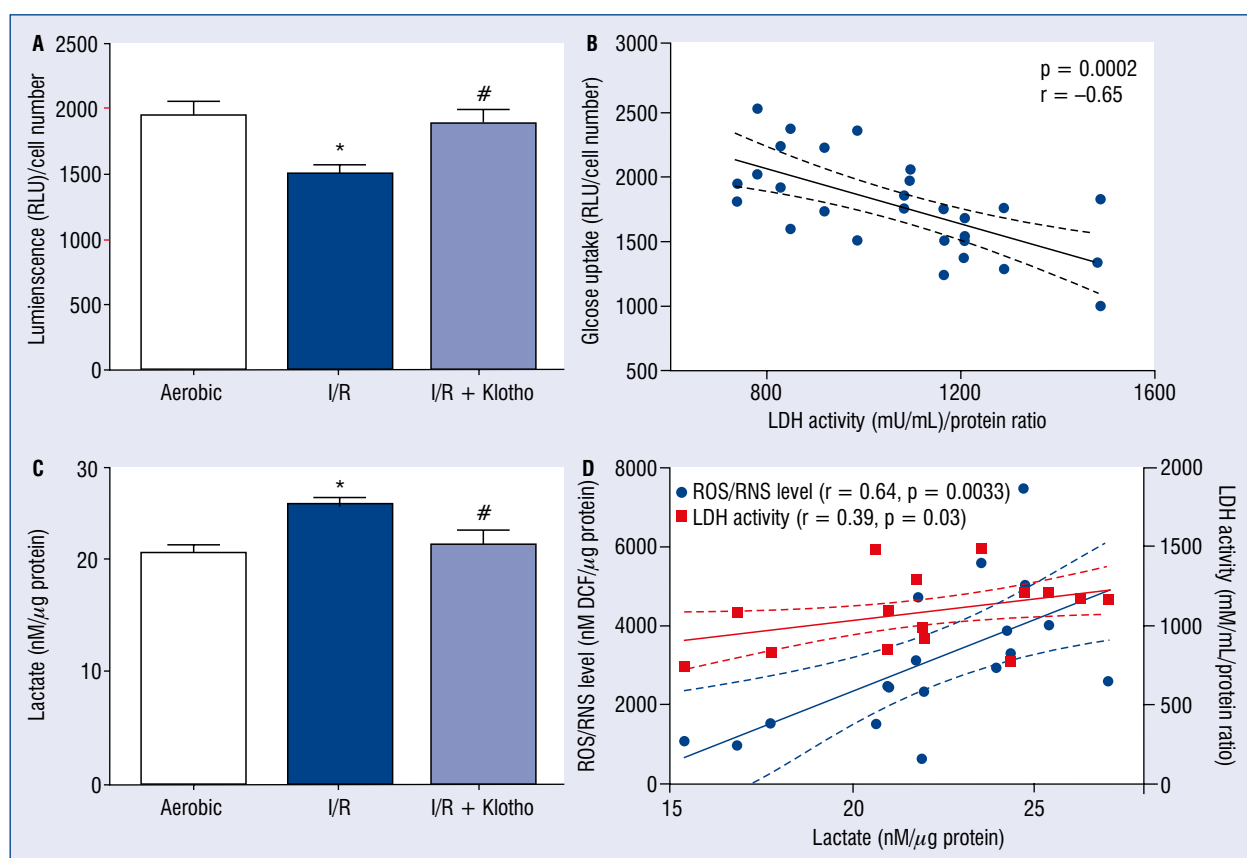 A
Lumienscence (RLU)/cell number
2500
2000
1500
1000
500
0
*
#
Aerobic
I/R
I/R + Klotho
B
Glcose uptake (RLU/cell number)
3000
2500
2000
1500
1000
500
p = 0.0002
r = –0.65
800
1200
1600
LDH activity (mU/mL)/protein ratio
C
Lactate (nM/μg protein)
30
20
10
0
*
#
Aerobic
I/R
I/R + Klotho
D
ROS/RNS level (nM DCF/μg protein)
8000
6000
4000
2000
0
ROS/RNS level (r = 0.64, p = 0.0033)
LDH activity (r = 0.39, p = 0.03)
2000
1500
1000
500
0
LDH activity (mM/mL/protein ratio)
15
20
25
Lactate (nM/μg protein)